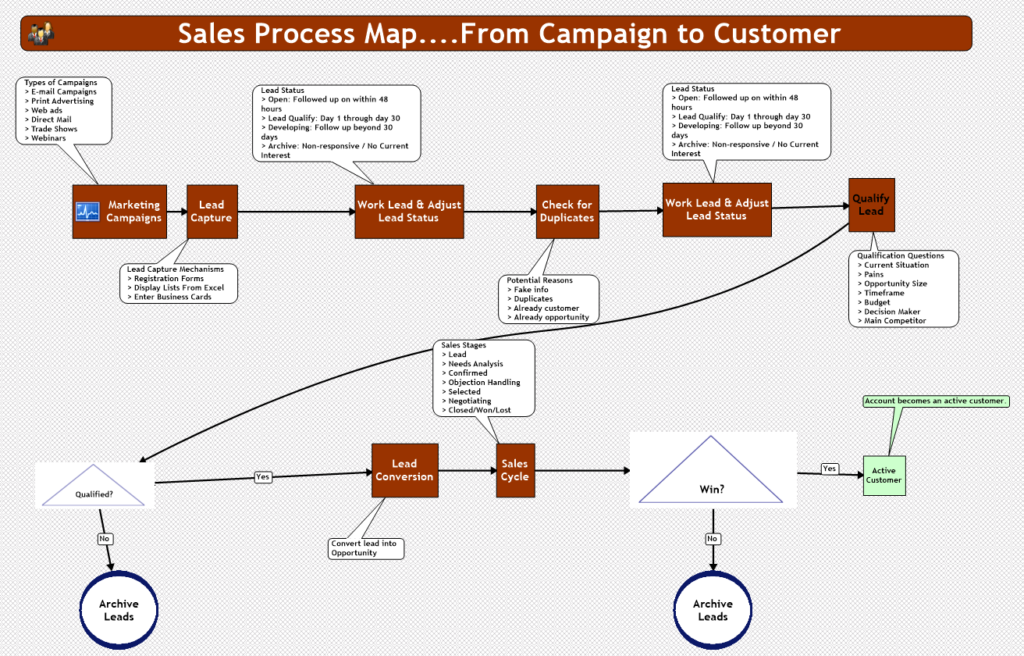 Sales Process Map....From Campaign to Customer
Types of Campaigns
> E-mail Campaigns
> Print Advertising
> Web ads
> Direct Mail
> Trade Shows
> Webinars
Lead Status
> Open: Followed up on within 48
hours
> Lead Qualify: Day 1 through day 30
> Developing: Follow up beyond 30
days
> Archive: Non-responsive / No Current
Interest
Lead Status
> Open: Followed up on within 48
hours
> Lead Qualify: Day 1 through day 30
> Developing: Follow up beyond 30
days
> Archive: Non-responsive / No Current
Interest
Marketing
Campaigns
Lead
Capture
Work Lead & Adjust
Lead Status
Check for
Duplicates
Work Lead & Adjust
Lead Status
Qualify
Lead
Lead Capture Mechanisms
> Registration Forms
> Display Lists From Excel
> Enter Business Cards
Potential Reasons
> Fake info
> Duplicates
> Already customer
> Already opportunity
Qualification Questions
> Current Situation
> Pains
> Opportunity Size
> Timeframe
> Budget
> Decision Maker
> Main Competitor
Sales Stages
> Lead
> Needs Analysis
> Confirmed
> Objection Handling
> Selected
> Negotiating
> Closed/Won/Lost
Account becomes an active customer.
Qualified?
Yes
Lead
Conversion
Sales
Cycle
Win?
Yes
Active
Customer
No
Convert lead into
Opportunity
No
Archive
Leads
Archive
Leads